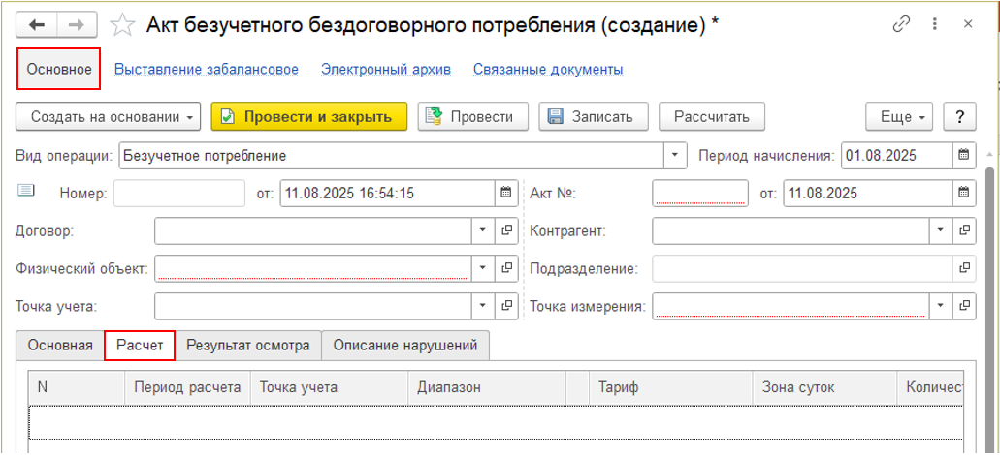 Акт безучетного бездоговорного потребления (создание) *
Основное Выставление забалансовое Электронный архив Связанные документы
Создать на основании Провести и закрыть Провести Записать Рассчитать Еще ?
Вид операции: Безучетное потребление Период начисления: 01.08.2025
Номер: от: 11.08.2025 16:54:15 Акт №: от: 11.08.2025
Договор: Контрагент:
Физический объект: Подразделение:
Точка учета: Точка измерения:
Основная Расчет Результат осмотра Описание нарушений
N Период расчета Точка учета Диапазон Тариф Зона суток Количест